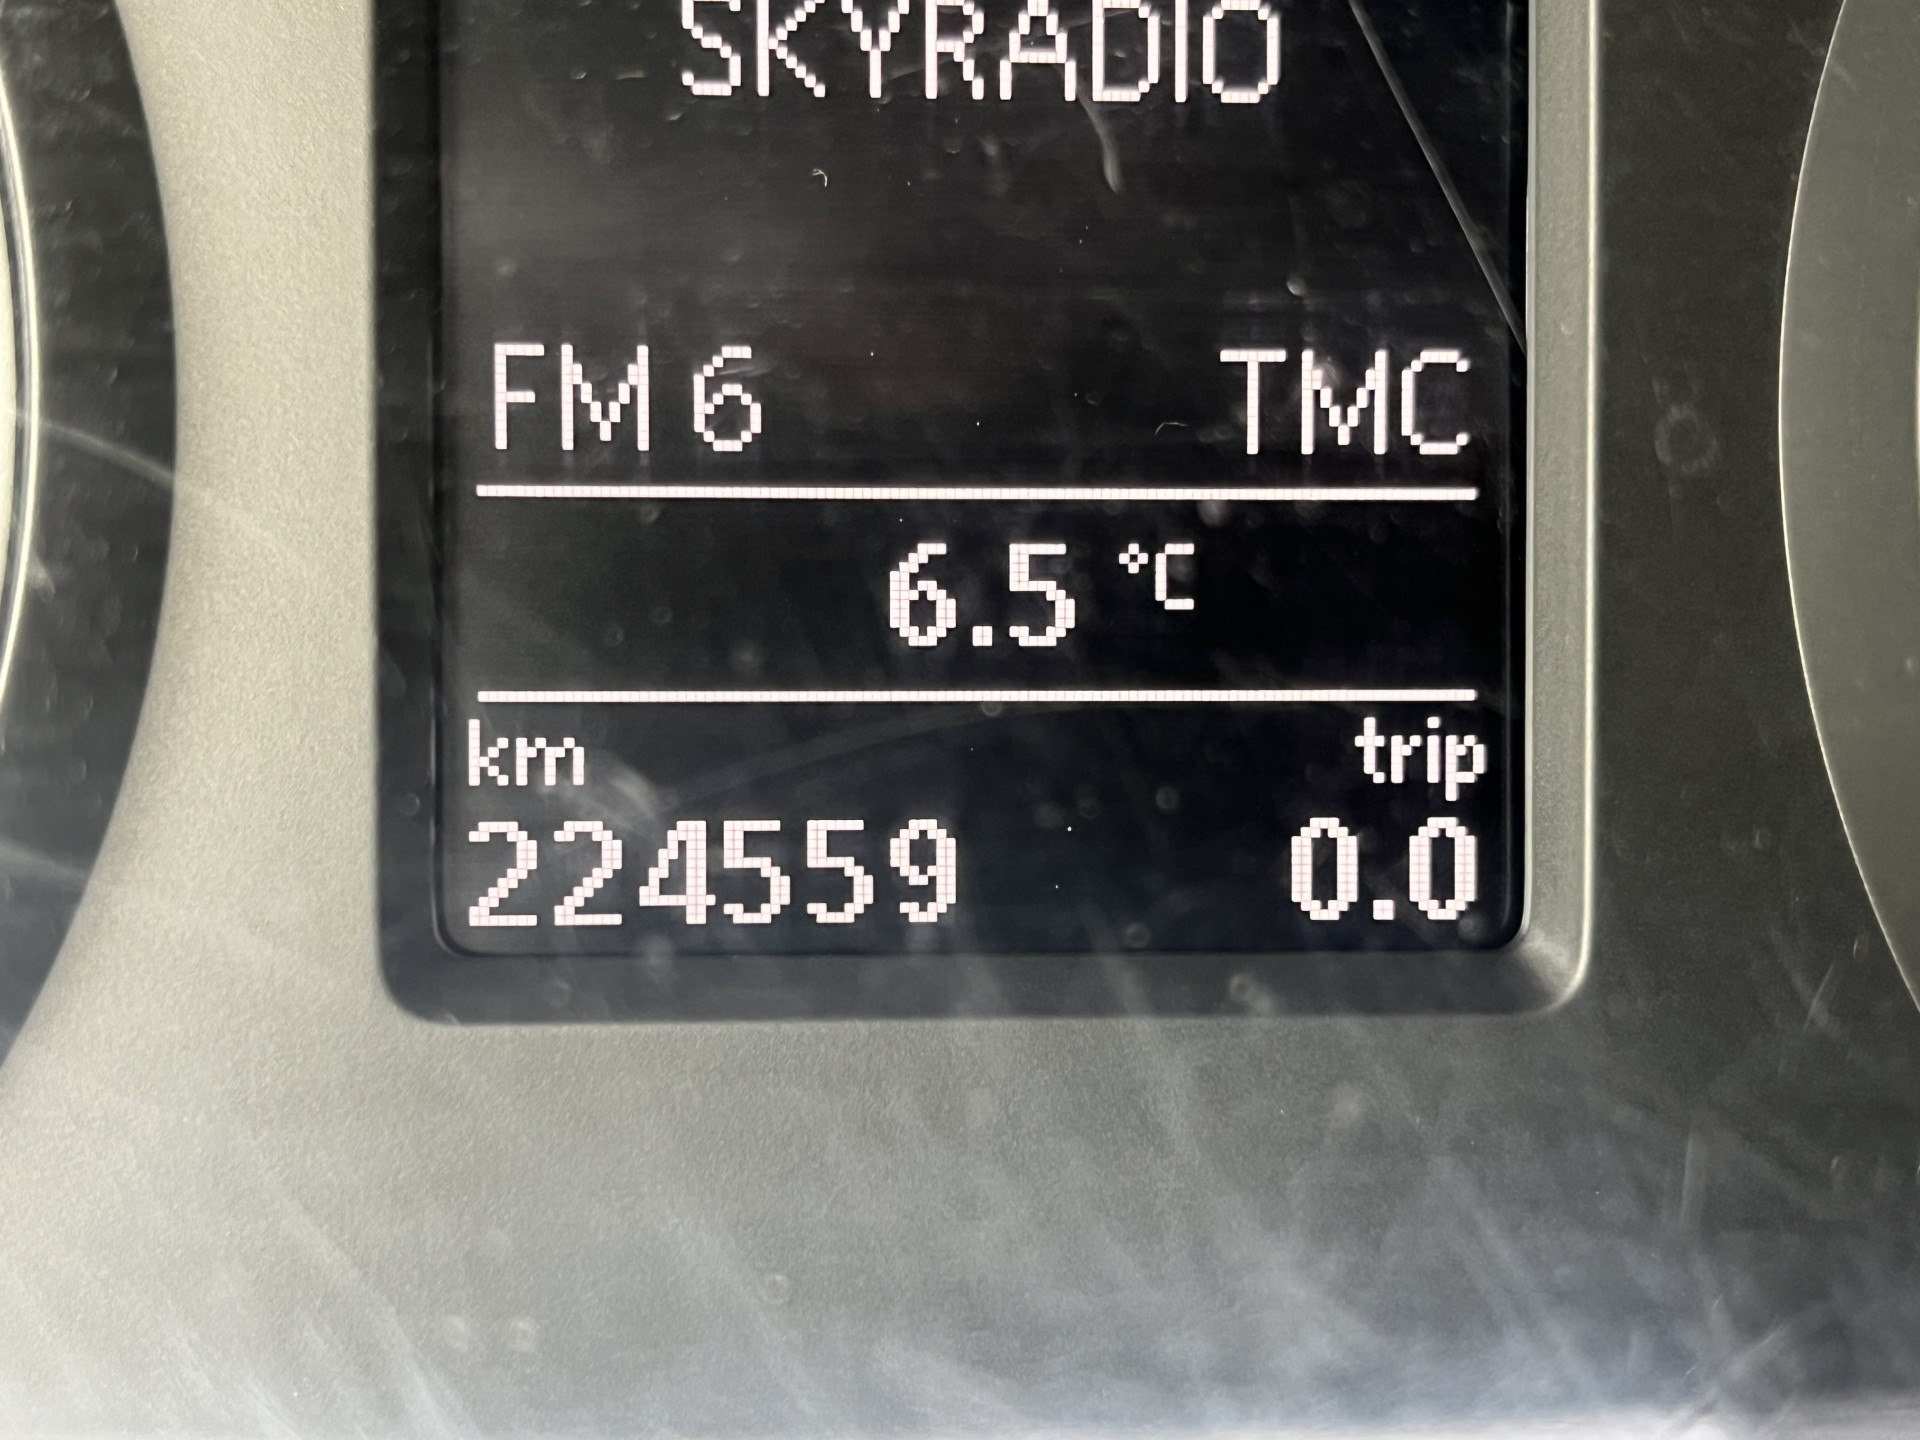 SKYRADIO
FM 6 TMC
6.5 °C
km trip
224559 0.0